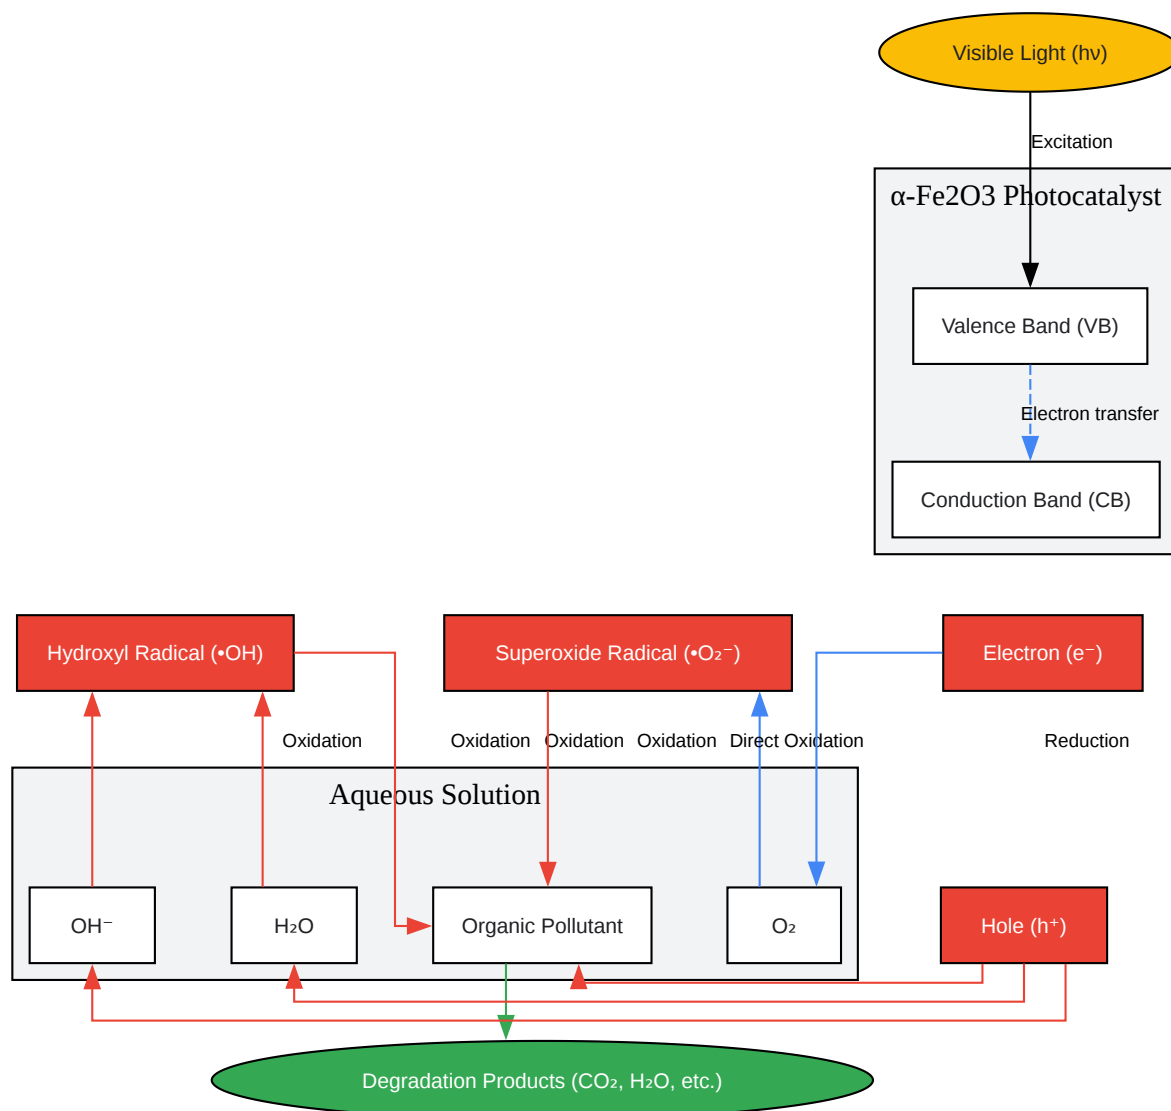 Visible Light (hν)
Excitation
α-Fe2O3 Photocatalyst
Valence Band (VB)
Electron transfer
Conduction Band (CB)
Hydroxyl Radical (•OH)
Superoxide Radical (•O₂⁻)
Electron (e⁻)
Oxidation
Oxidation
Oxidation
Oxidation
Direct Oxidation
Reduction
Aqueous Solution
OH⁻
H₂O
Organic Pollutant
O₂
Hole (h⁺)
Degradation Products (CO₂, H₂O, etc.)